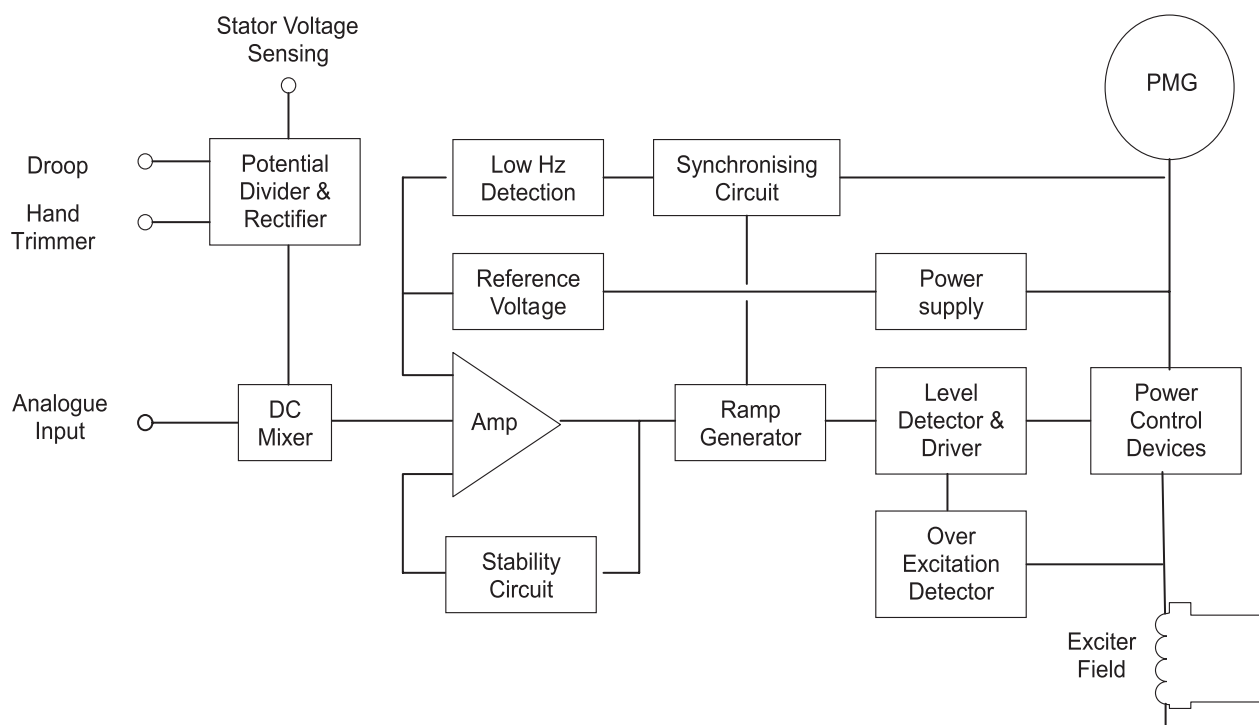 Stator Voltage
Sensing
PMG
Droop
Hand
Trimmer
Potential
Divider &
Rectifier
Low Hz
Detection
Synchronising
Circuit
Reference
Voltage
Power
supply
Analogue
Input
DC
Mixer
Amp
Ramp
Generator
Level
Detector &
Driver
Power
Control
Devices
Stability
Circuit
Over
Excitation
Detector
Exciter
Field